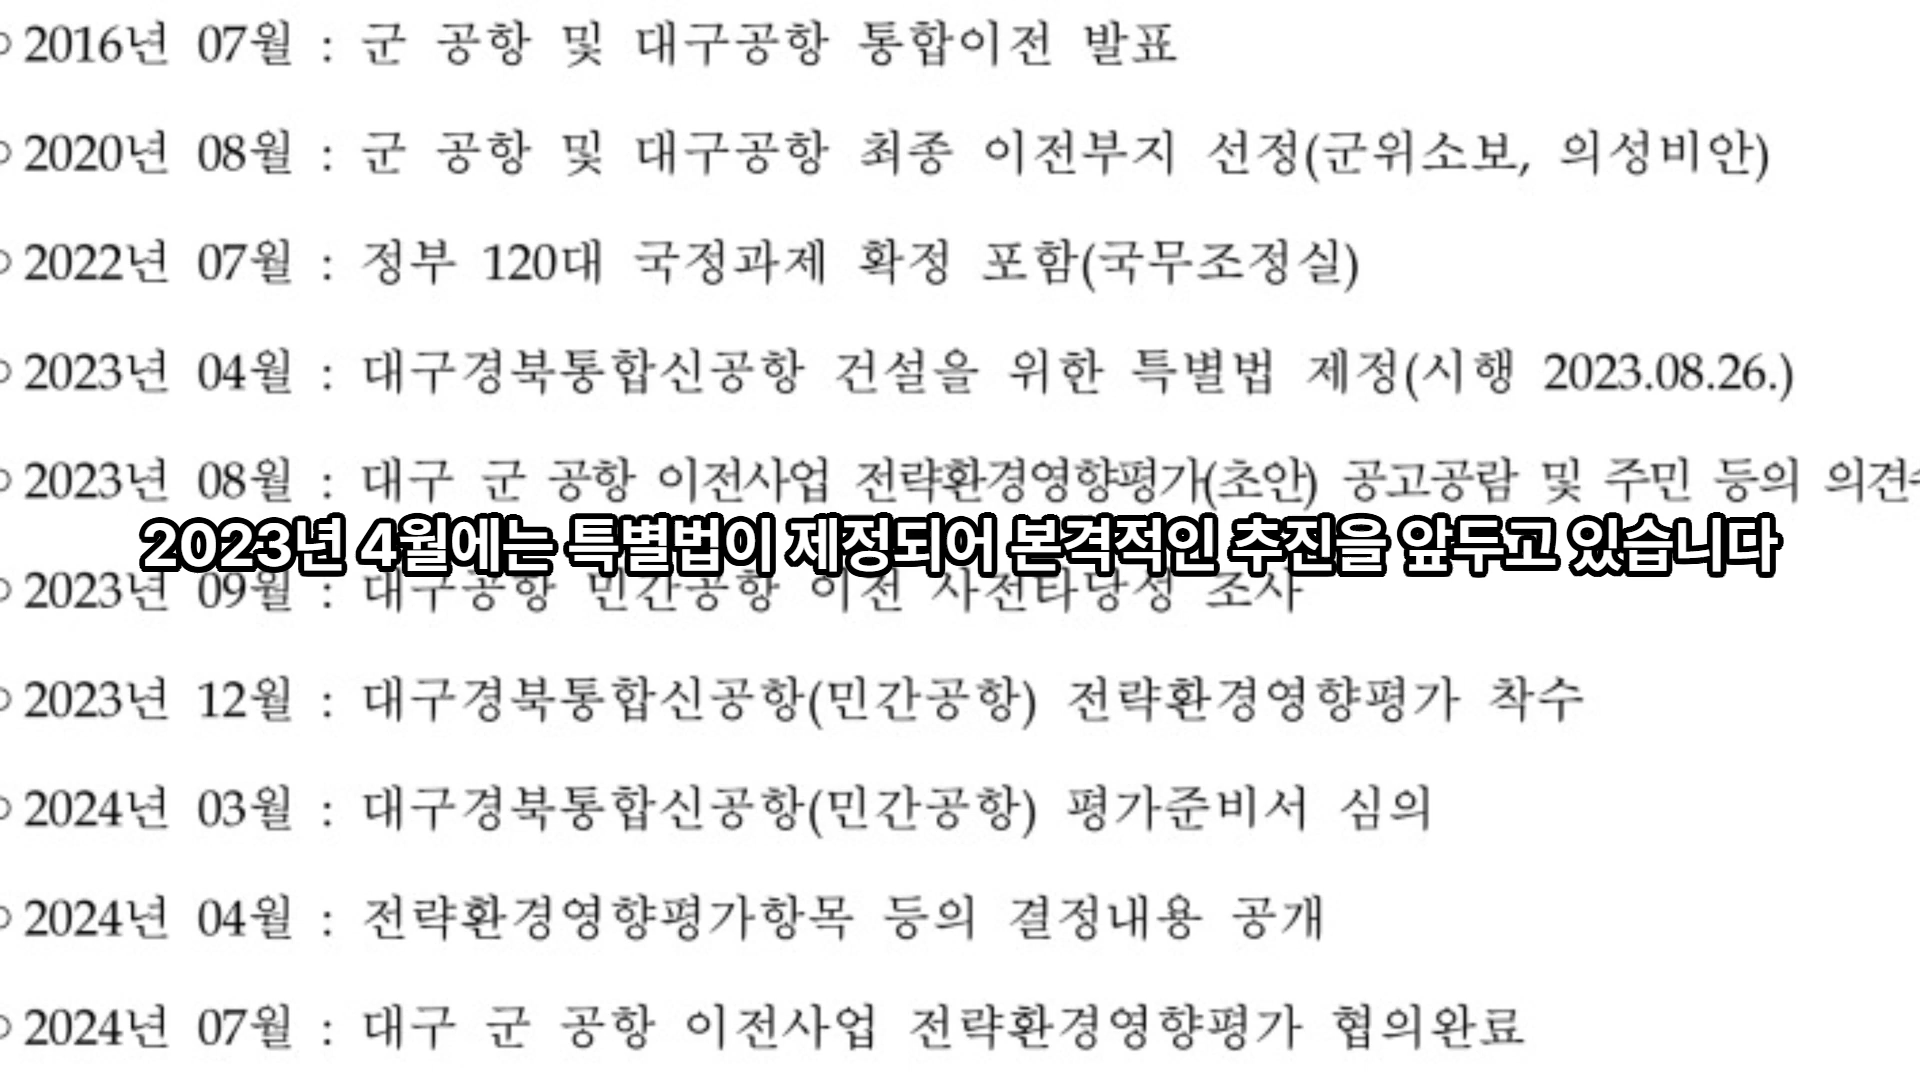 ○ 2016년 07월 : 군 공항 및 대구공항 통합이전 발표
○ 2020년 08월 : 군 공항 및 대구공항 최종 이전부지 선정(군위소보, 의성비안)
○ 2022년 07월 : 정부 120대 국정과제 확정 포함(국무조정실)
○ 2023년 04월 : 대구경북통합신공항 건설을 위한 특별법 제정(시행 2023.08.26.)
○ 2023년 08월 : 대구 군 공항 이전사업 전략환경영향평가(초안) 공고공람 및 주민 등의 의견
2023년 4월에는 특별법이 제정되어 본격적인 추진을 앞두고 있습니다
○ 2023년 09월 : 대구공항 민간공항 이전 사전타당성 조사
○ 2023년 12월 : 대구경북통합신공항(민간공항) 전략환경영향평가 착수
○ 2024년 03월 : 대구경북통합신공항(민간공항) 평가준비서 심의
○ 2024년 04월 : 전략환경영향평가항목 등의 결정내용 공개
○ 2024년 07월 : 대구 군 공항 이전사업 전략환경영향평가 협의완료